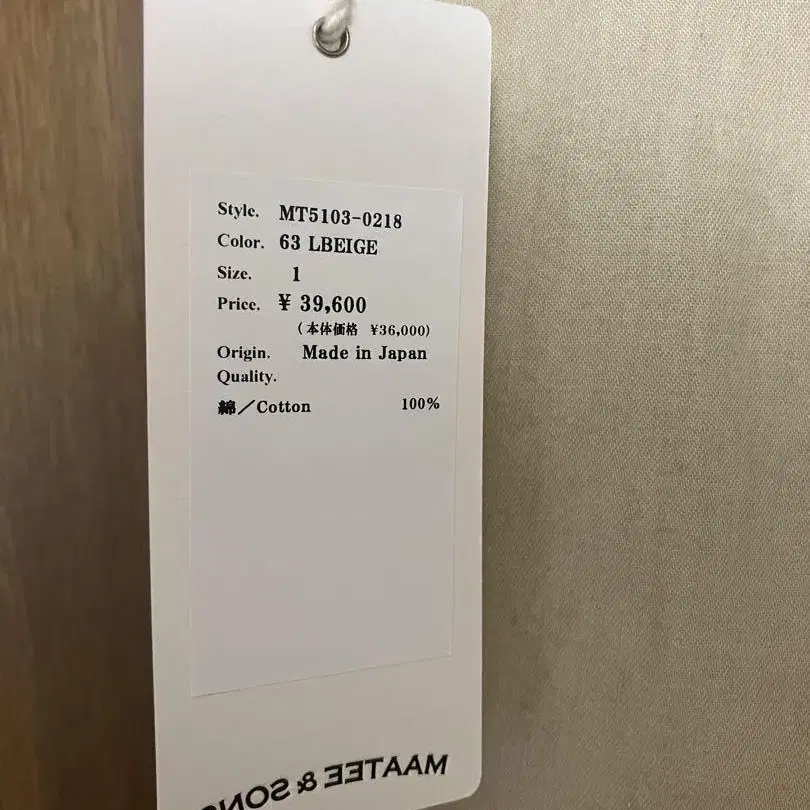 Style. MT5103-0218
Color. 63 LBEIGE
Size. 1
Price. ¥ 39,600
(本体価格 ¥36,000)
Origin. Made in Japan
Quality.
綿/Cotton 100%
MAATEE & SONS